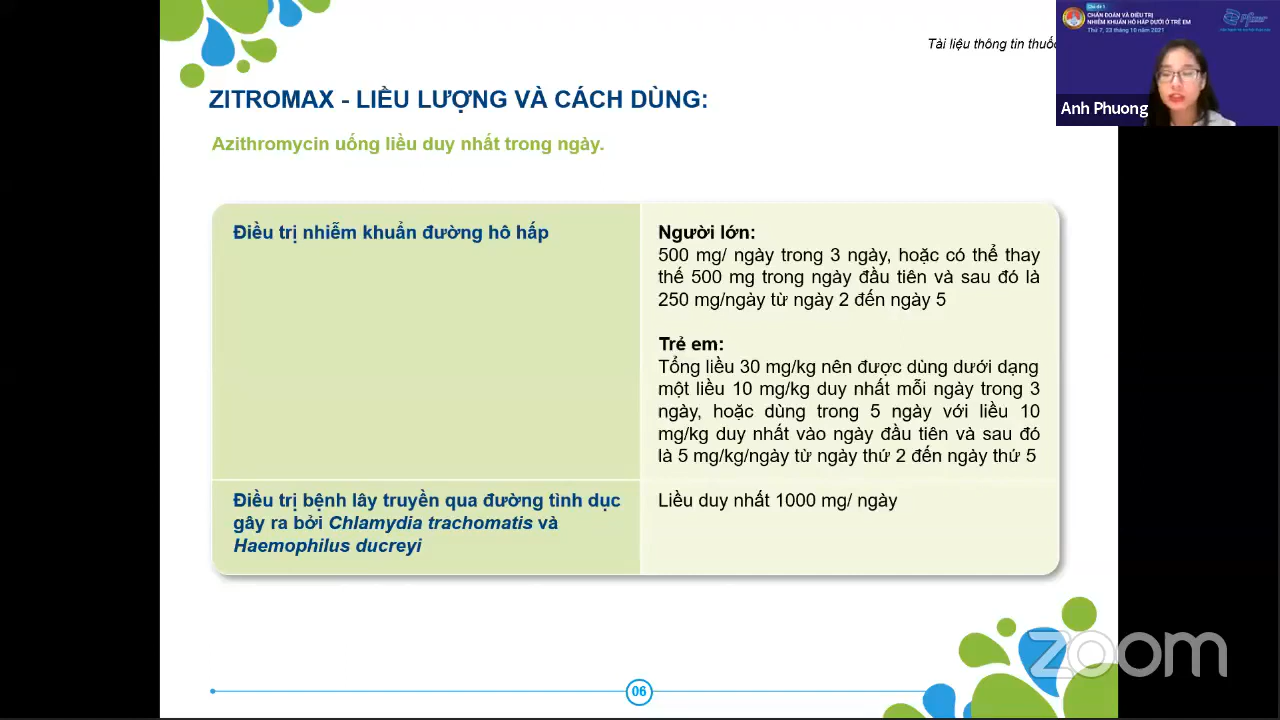 Tài liệu thông tin thuốc
Chủ đề 1
CHẨN ĐOÁN VÀ ĐIỀU TRỊ
NHIỄM KHUẨN HÔ HẤP DƯỚI Ở TRẺ EM
Thứ 7, 23 tháng 10 năm 2021
Pfizer
Anh Phuong
ZITROMAX - LIỀU LƯỢNG VÀ CÁCH DÙNG:
Azithromycin uống liều duy nhất trong ngày.
Điều trị nhiễm khuẩn đường hô hấp
Người lớn:
500 mg/ ngày trong 3 ngày, hoặc có thể thay
thế 500 mg trong ngày đầu tiên và sau đó là
250 mg/ngày từ ngày 2 đến ngày 5
Trẻ em:
Tổng liều 30 mg/kg nên được dùng dưới dạng
một liều 10 mg/kg duy nhất mỗi ngày trong 3
ngày, hoặc dùng trong 5 ngày với liều 10
mg/kg duy nhất vào ngày đầu tiên và sau đó
là 5 mg/kg/ngày từ ngày thứ 2 đến ngày thứ 5
Điều trị bệnh lây truyền qua đường tình dục
gây ra bởi Chlamydia trachomatis và
Haemophilus ducreyi
Liều duy nhất 1000 mg/ ngày
zoom
06